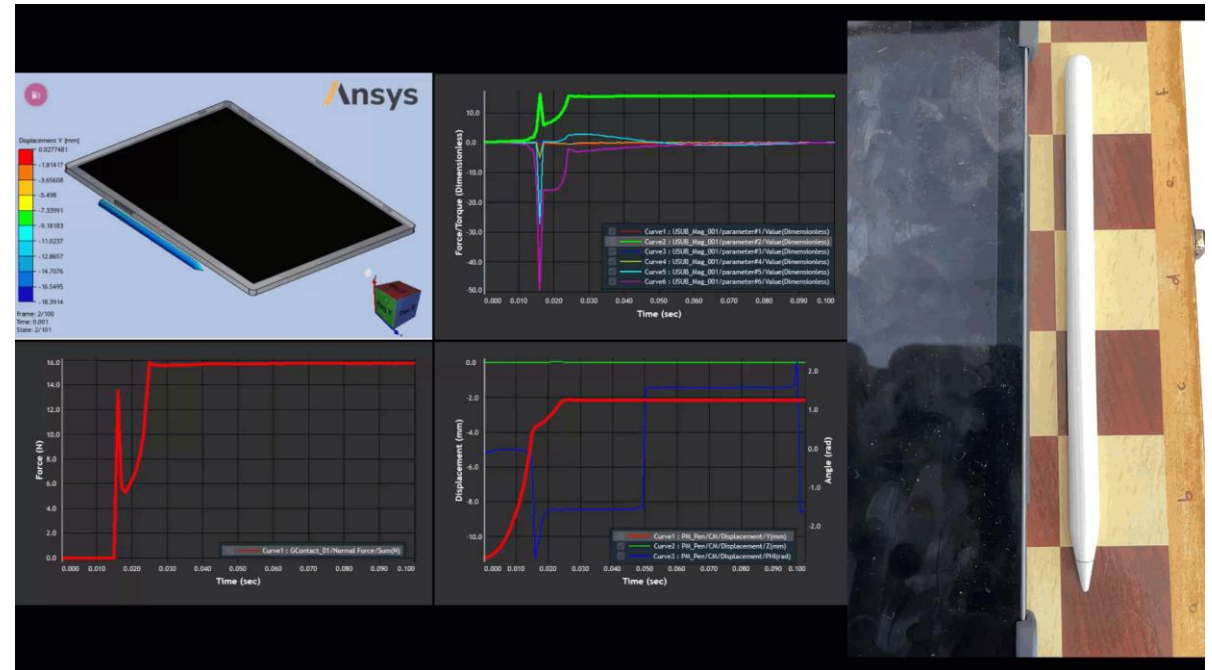 Ansys
Displacement Y [mm]
0.0277481
-1.81417
-3.65608
-5.498
-7.33991
-9.18183
-11.0237
-12.8657
-14.7076
-16.5495
-18.3914
Frame: 2/100
Time: 0.001
State: 2/101
Force/Torque (Dimensionless)
10.0
0.0
-10.0
-20.0
-30.0
-40.0
-50.0
Curve1 : USUB_Mag_001/parameter#1/Value(Dimensionless)
Curve2 : USUB_Mag_001/parameter#2/Value(Dimensionless)
Curve3 : USUB_Mag_001/parameter#3/Value(Dimensionless)
Curve4 : USUB_Mag_001/parameter#4/Value(Dimensionless)
Curve5 : USUB_Mag_001/parameter#5/Value(Dimensionless)
Curve6 : USUB_Mag_001/parameter#6/Value(Dimensionless)
0.000 0.010 0.020 0.030 0.040 0.050 0.060 0.070 0.080 0.090 0.100
Time (sec)
Force (N)
16.0
14.0
12.0
10.0
8.0
6.0
4.0
2.0
0.0
Curve1 : GContact_01/Normal Force/Sum(N)
0.000 0.010 0.020 0.030 0.040 0.050 0.060 0.070 0.080 0.090 0.100
Time (sec)
Displacement (mm)
0.0
-2.0
-4.0
-6.0
-8.0
-10.0
2.0
1.0
0.0
-1.0
-2.0
Angle (rad)
Curve1 : PM_Pen/CM/Displacement/Y(mm)
Curve2 : PM_Pen/CM/Displacement/Z(mm)
Curve3 : PM_Pen/CM/Displacement/PHI(rad)
0.000 0.010 0.020 0.030 0.040 0.050 0.060 0.070 0.080 0.090 0.100
Time (sec)
f
e
d
c
b
a